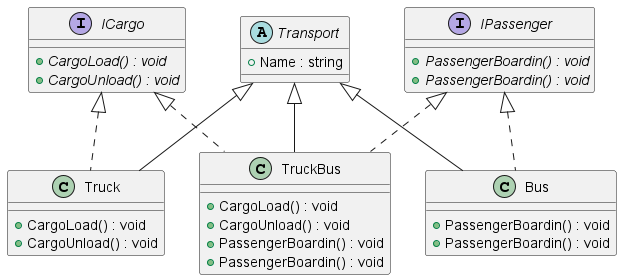 I ICargo
CargoLoad() : void
CargoUnload() : void
A Transport
Name : string
I IPassenger
PassengerBoardin() : void
PassengerBoardin() : void
C Truck
CargoLoad() : void
CargoUnload() : void
C TruckBus
CargoLoad() : void
CargoUnload() : void
PassengerBoardin() : void
PassengerBoardin() : void
C Bus
PassengerBoardin() : void
PassengerBoardin() : void